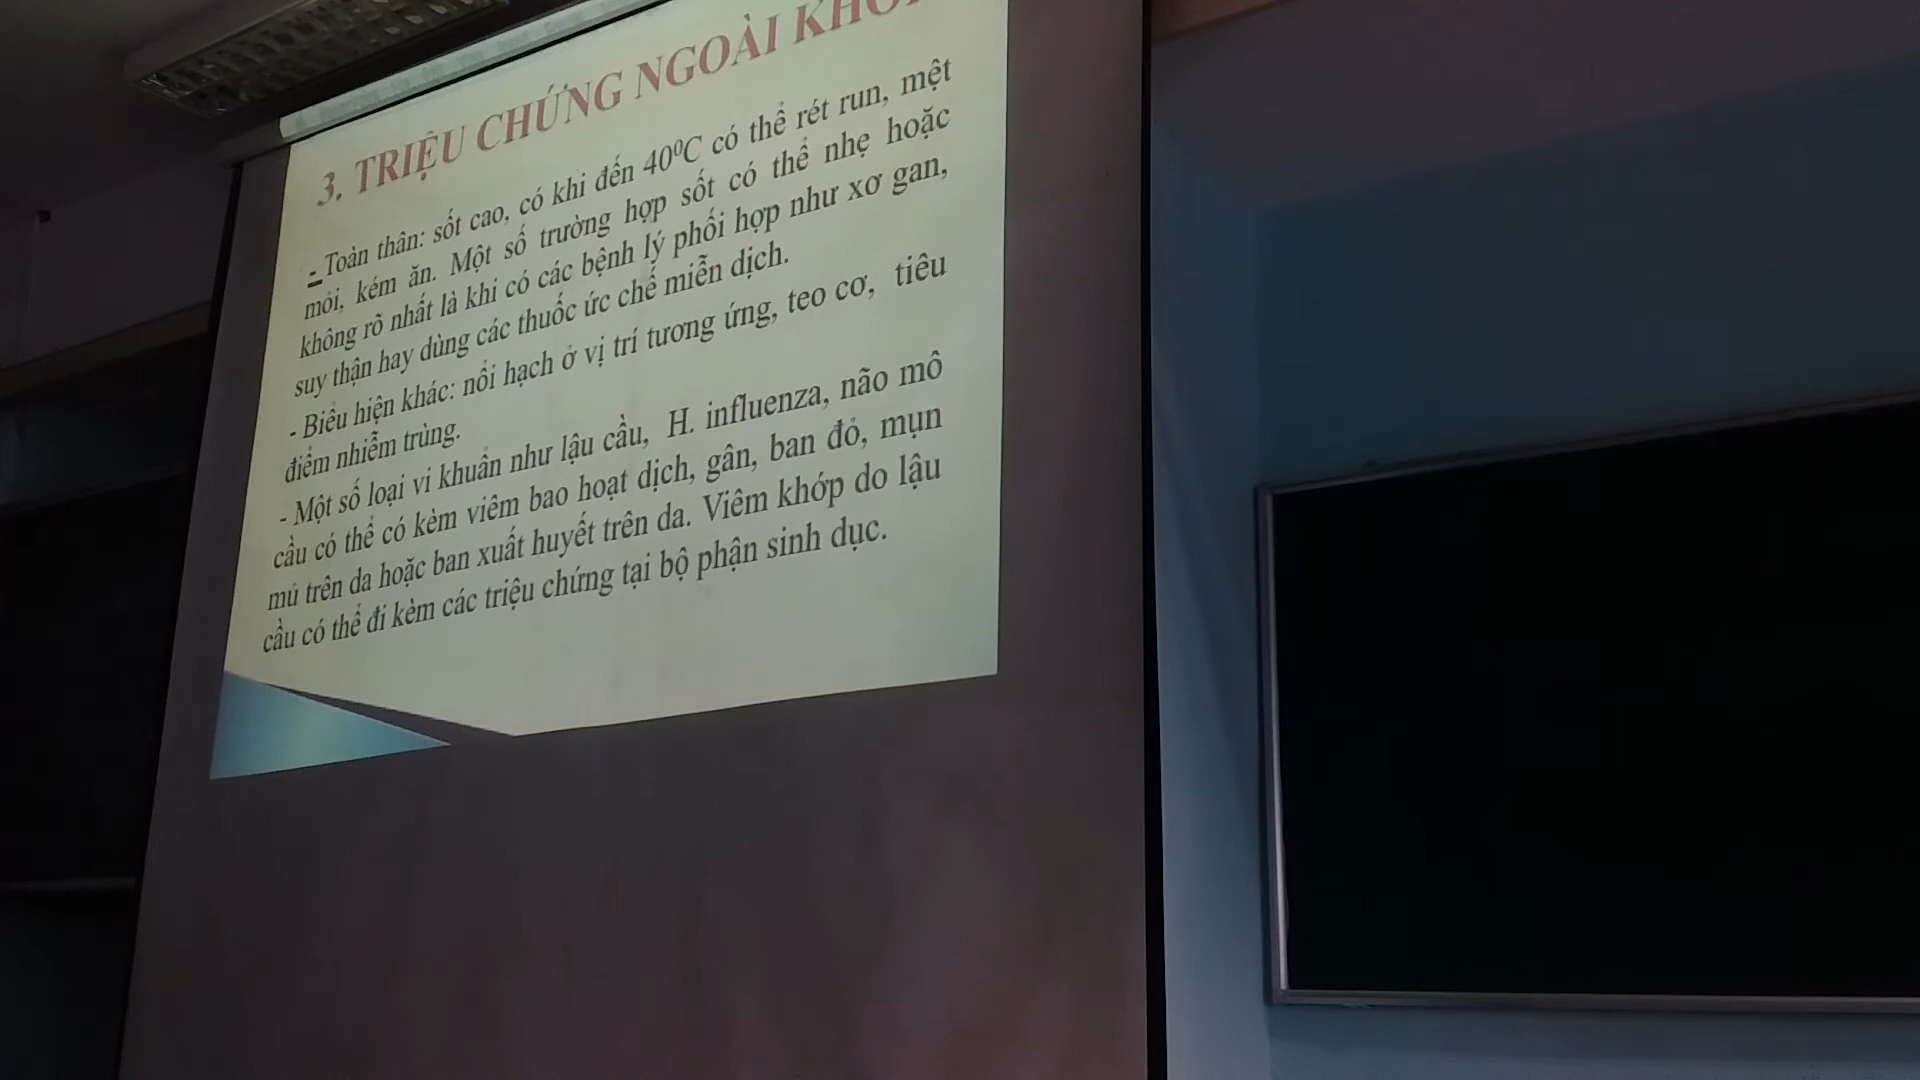 3. TRIỆU CHỨNG NGOÀI
- Toàn thân: sốt cao, có khi đến 40⁰C có thể rét run, mệt
mỏi, kém ăn. Một số trường hợp sốt có thể nhẹ hoặc
không rõ nhất là khi có các bệnh lý phối hợp như xơ gan,
suy thận hay dùng các thuốc ức chế miễn dịch.
- Biểu hiện khác: nổi hạch ở vị trí tương ứng, teo cơ, tiêu
điểm nhiễm trùng.
- Một số loại vi khuẩn như lậu cầu, H. influenza, não mô
cầu có thể có kèm viêm bao hoạt dịch, gân, ban đỏ, mụn
mủ trên da hoặc ban xuất huyết trên da. Viêm khớp do lậu
cầu có thể đi kèm các triệu chứng tại bộ phận sinh dục.